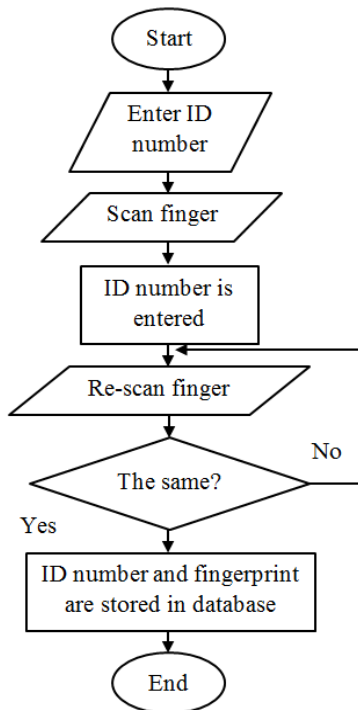 Start
Enter ID
number
Scan finger
ID number is
entered
Re-scan finger
The same?
No
Yes
ID number and fingerprint
are stored in database
End